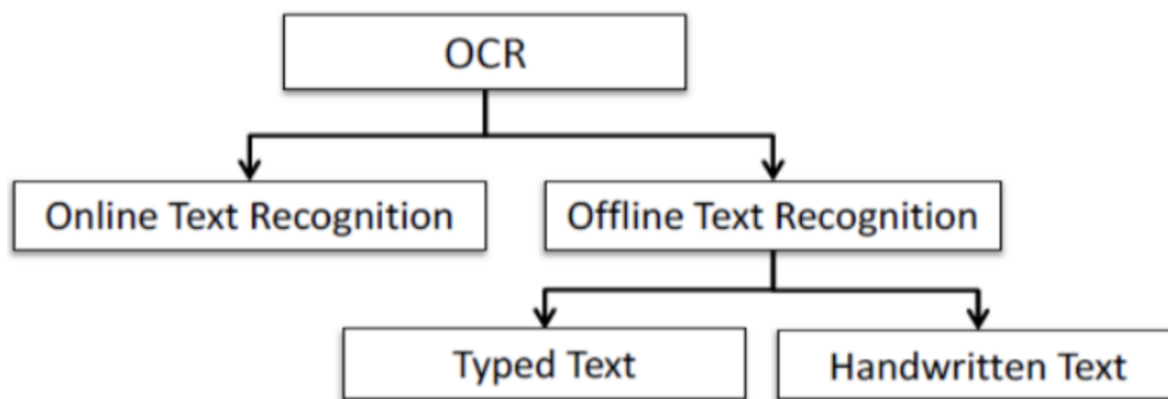 OCR
Online Text Recognition
Offline Text Recognition
Typed Text
Handwritten Text